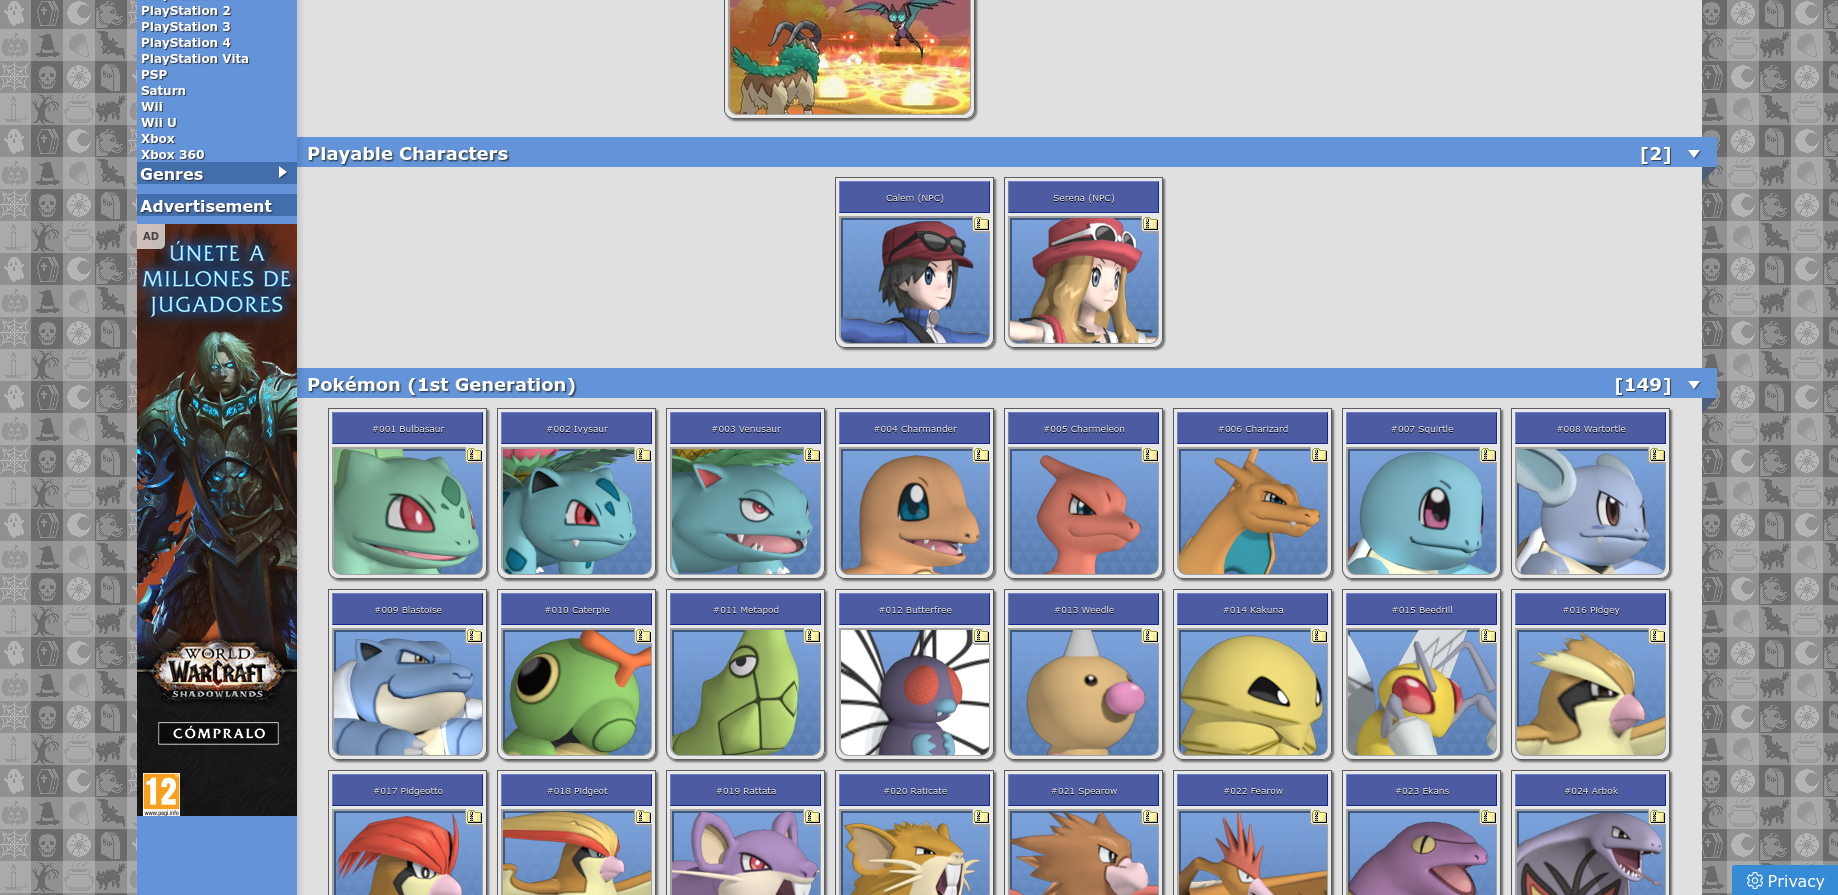 PlayStation 2
PlayStation 3
PlayStation 4
PlayStation Vita
PSP
Saturn
Wii
Wii U
Xbox
Xbox 360
Genres
Advertisement
AD
ÚNETE A
MILLONES DE
JUGADORES
WORLD
WARCRAFT
SHADOWLANDS
CÓMPRALO
12
www.pegi.info
Playable Characters [2]
Calem (NPC) Serena (NPC)
Pokémon (1st Generation) [149]
#001 Bulbasaur #002 Ivysaur #003 Venusaur #004 Charmander #005 Charmeleon #006 Charizard #007 Squirtle #008 Wartortle
#009 Blastoise #010 Caterpie #011 Metapod #012 Butterfree #013 Weedle #014 Kakuna #015 Beedrill #016 Pidgey
#017 Pidgeotto #018 Pidgeot #019 Rattata #020 Raticate #021 Spearow #022 Fearow #023 Ekans #024 Arbok
Privacy